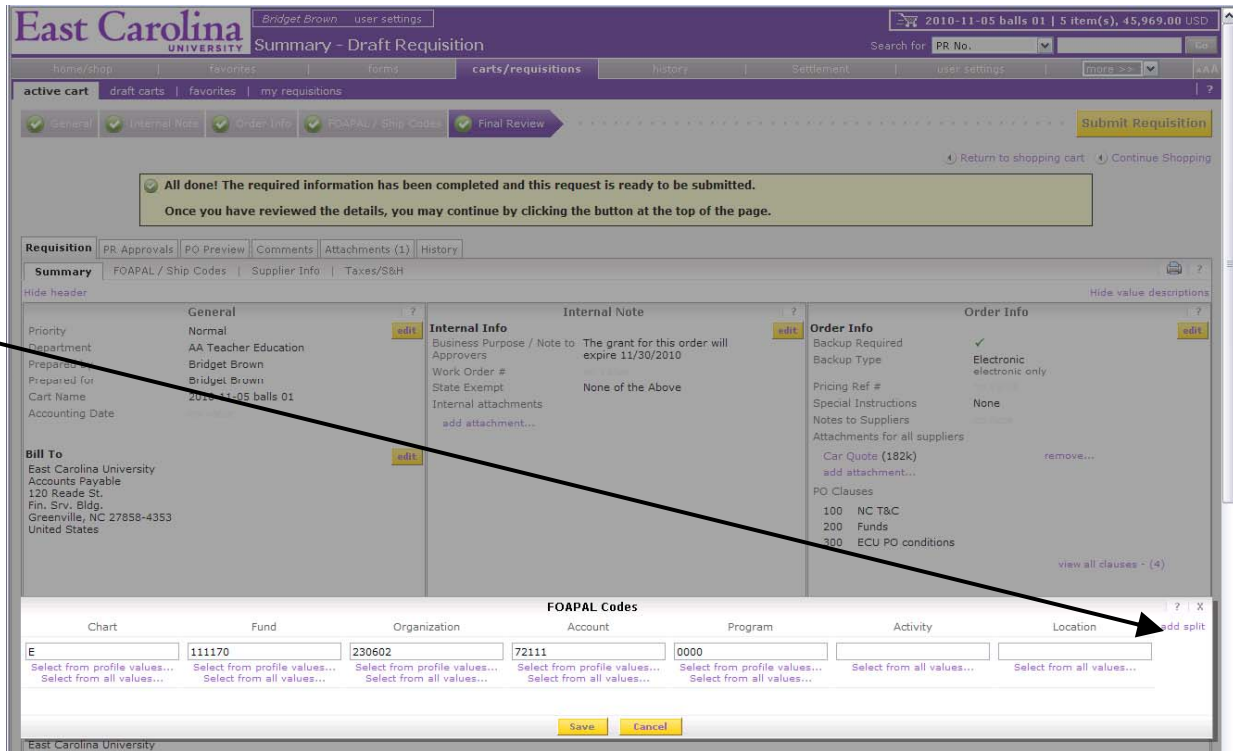 East Carolina
UNIVERSITY
Bridget Brown user settings
2010-11-05 balls 01 | 5 item(s), 45,969.00 USD
Summary - Draft Requisition
Search for PR No. Go
home/shop | favorites | forms | carts/requisitions | history | Settlement | user settings | more >> AAA
active cart draft carts | favorites | my requisitions | ?
General Internal Note Order Info FOAPAL / Ship Codes Final Review Submit Requisition
Return to shopping cart Continue Shopping
All done! The required information has been completed and this request is ready to be submitted.
Once you have reviewed the details, you may continue by clicking the button at the top of the page.
Requisition PR Approvals PO Preview Comments Attachments (1) History
Summary FOAPAL / Ship Codes | Supplier Info | Taxes/S&H ?
Hide header Hide value descriptions
General ?
Priority Normal edit
Department AA Teacher Education
Prepared by Bridget Brown
Prepared for Bridget Brown
Cart Name 2010-11-05 balls 01
Accounting Date
Bill To edit
East Carolina University
Accounts Payable
120 Reade St.
Fin. Srv. Bldg.
Greenville, NC 27858-4353
United States
Internal Note ?
Internal Info edit
Business Purpose / Note to The grant for this order will
Approvers expire 11/30/2010
Work Order #
State Exempt None of the Above
Internal attachments
add attachment...
Order Info ?
Order Info edit
Backup Required ✓
Backup Type Electronic
electronic only
Pricing Ref #
Special Instructions None
Notes to Suppliers
Attachments for all suppliers
Car Quote (182k) remove...
add attachment...
PO Clauses
100 NC T&C
200 Funds
300 ECU PO conditions
view all clauses - (4)
FOAPAL Codes ? X
Chart Fund Organization Account Program Activity Location add split
E 111170 230602 72111 0000
Select from profile values... Select from profile values... Select from profile values... Select from profile values... Select from profile values... Select from all values... Select from all values...
Select from all values... Select from all values... Select from all values... Select from all values... Select from all values...
Save Cancel
East Carolina University